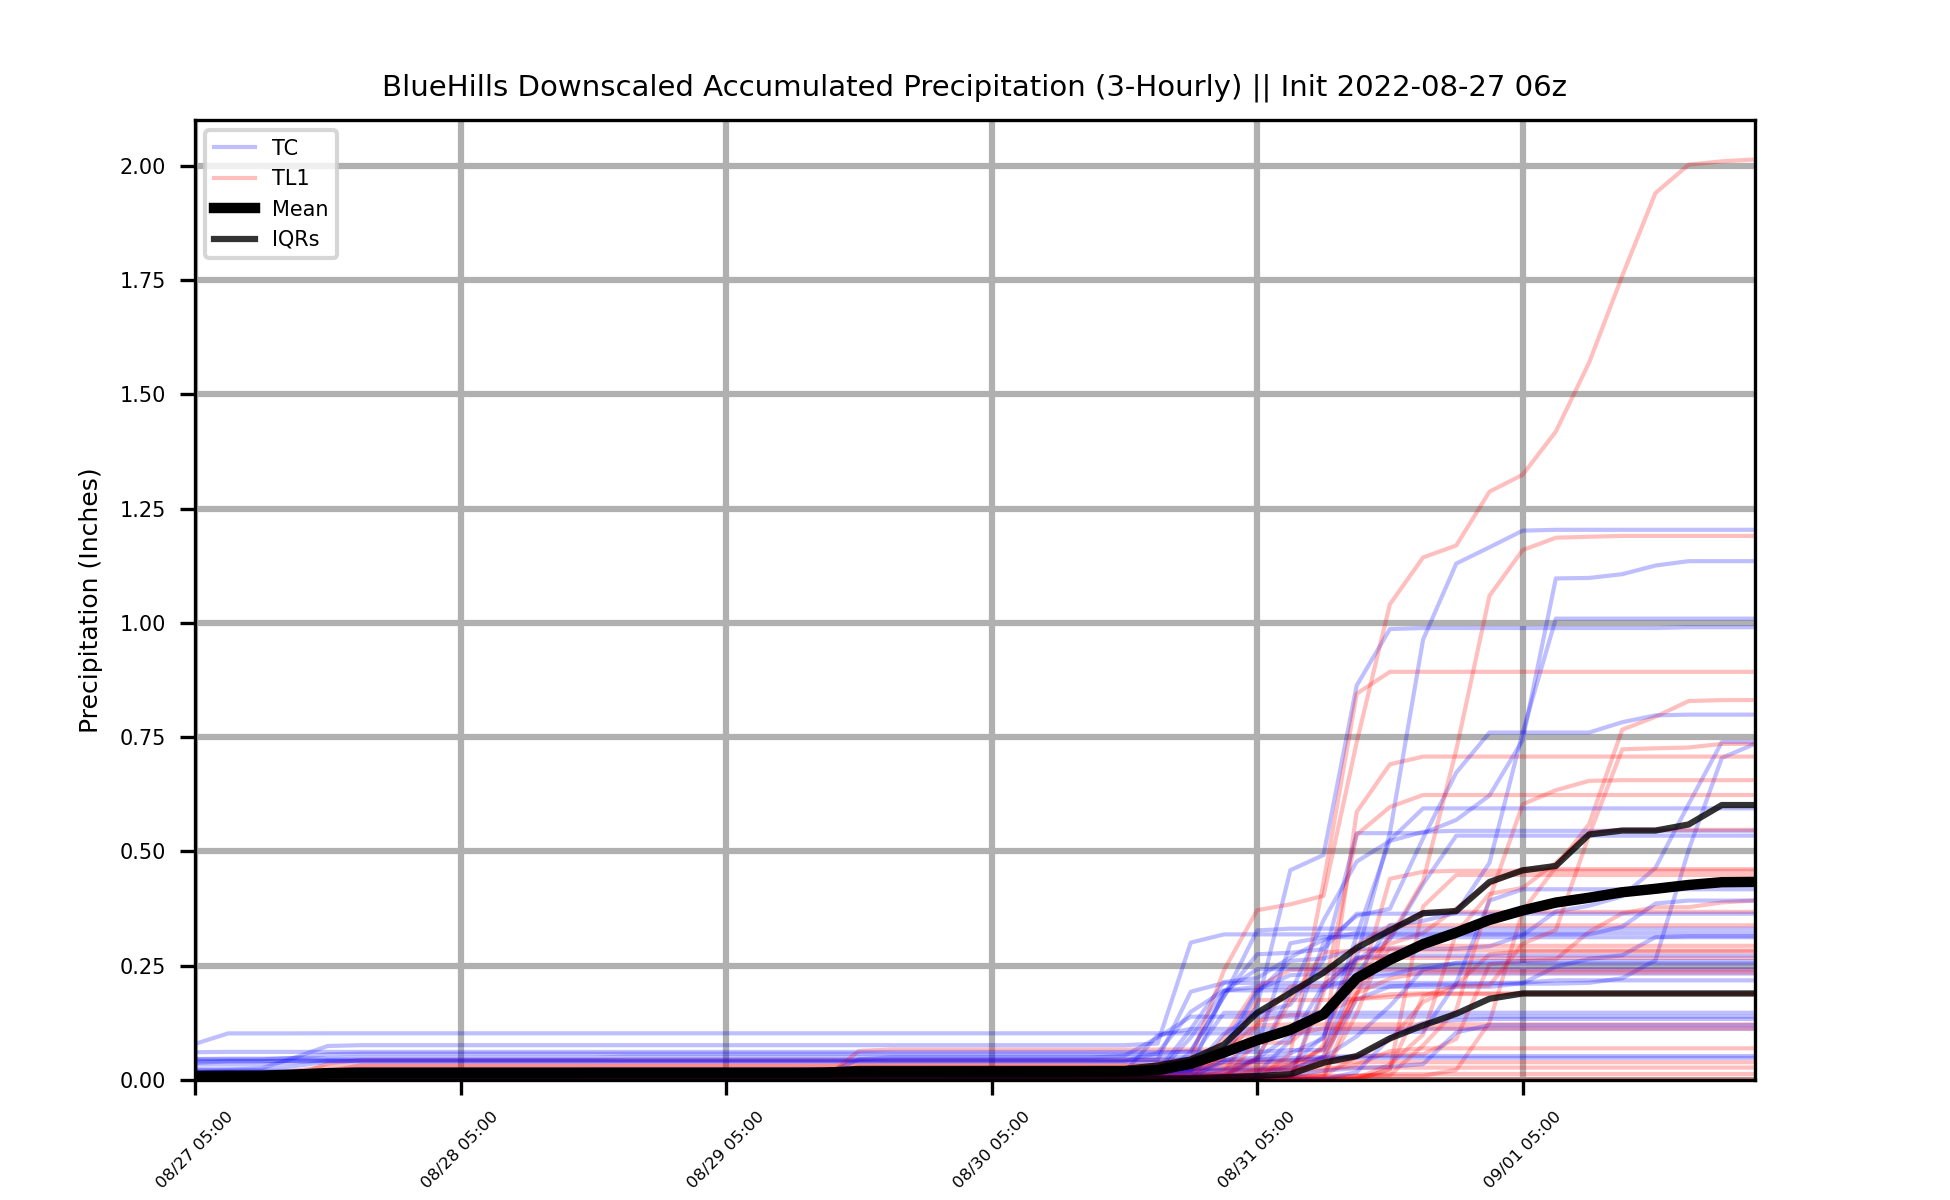 BlueHills Downscaled Accumulated Precipitation (3-Hourly) || Init 2022-08-27 06z
TC
TL1
Mean
IQRs
Precipitation (Inches)
2.00
1.75
1.50
1.25
1.00
0.75
0.50
0.25
0.00
08/27 05:00
08/28 05:00
08/29 05:00
08/30 05:00
08/31 05:00
09/01 05:00